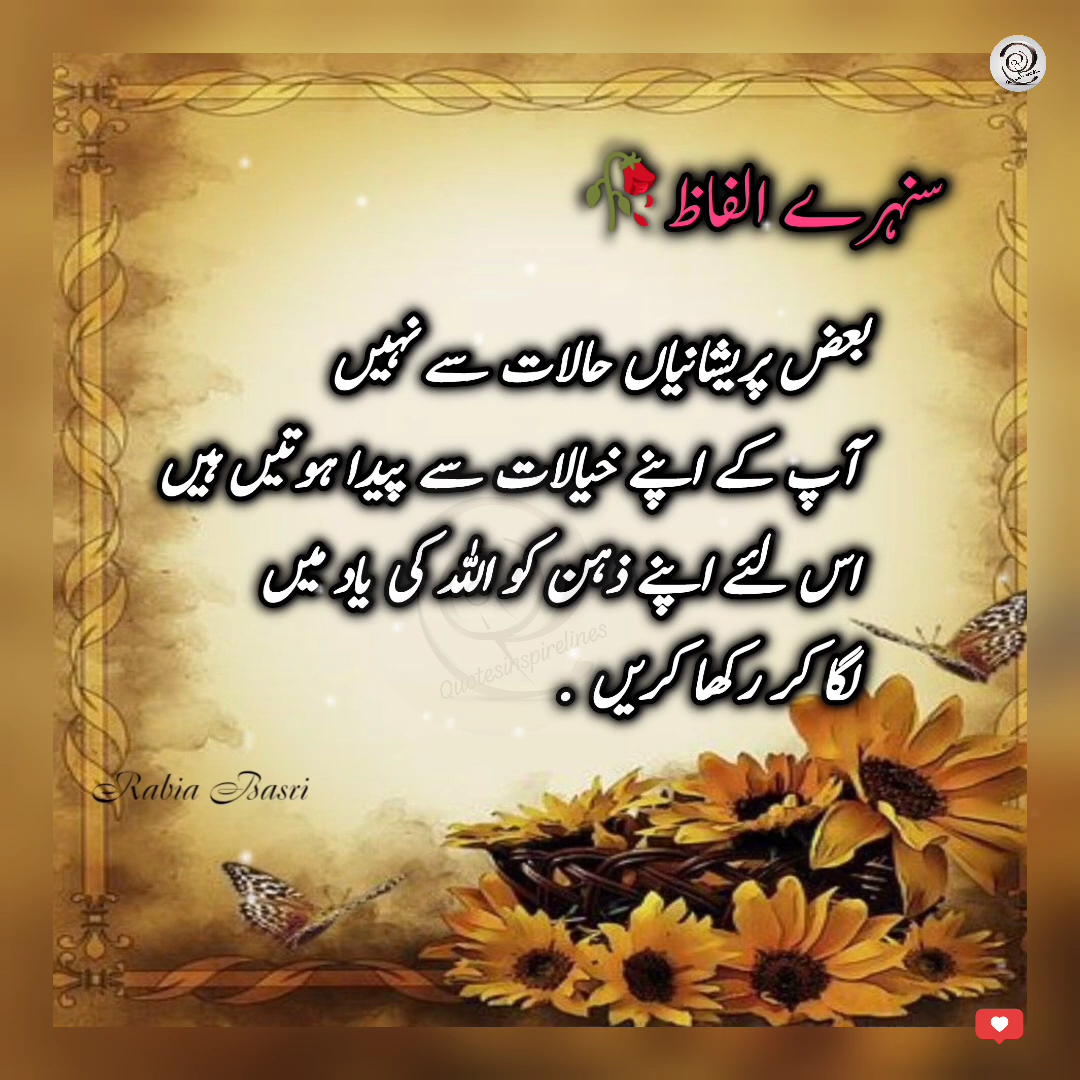 سنہرے الفاظ🥀
بعض پریشانیاں حالات سے نہیں
آپ کے اپنے خیالات سے پیدا ہوتیں ہیں
اس لئے اپنے ذہن کو اللہ کی یاد میں
لگا کر رکھا کریں .
Quotesinspirelines
Rabia Basri